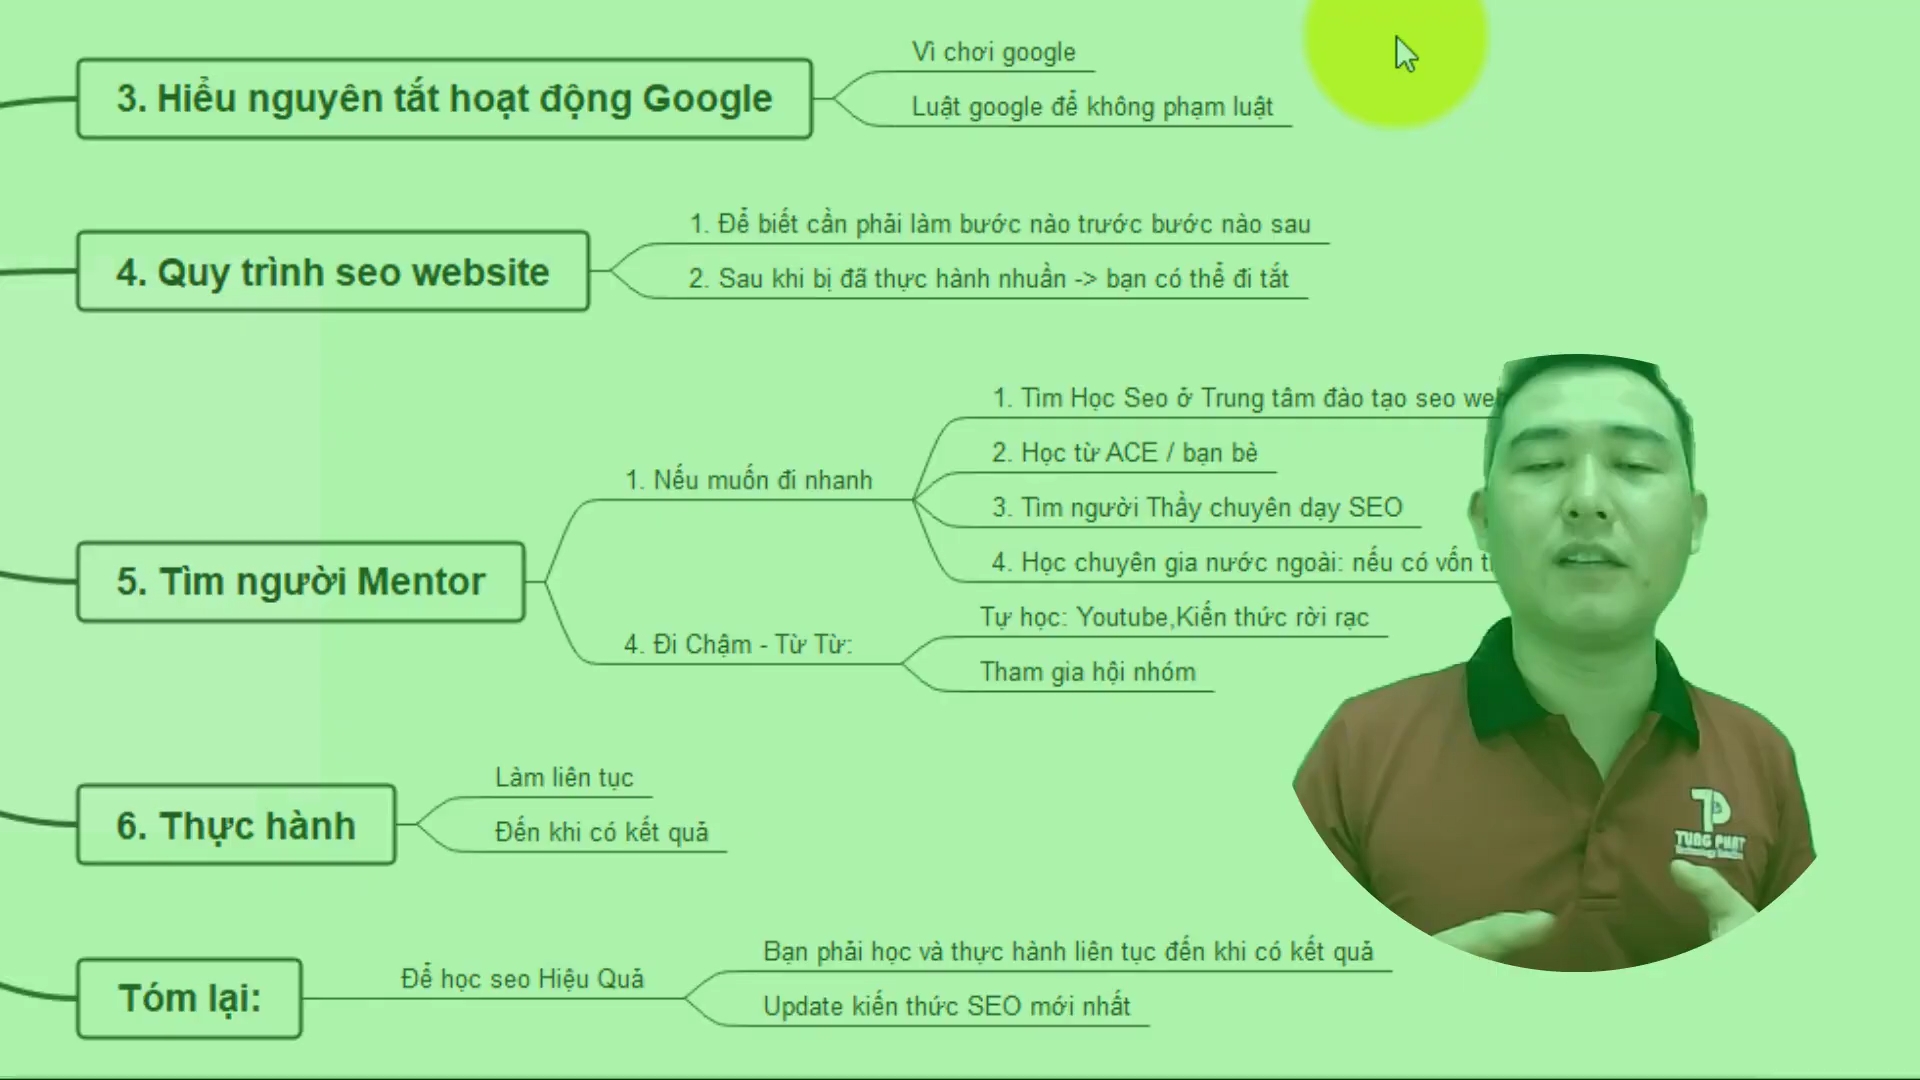 3. Hiểu nguyên tắt hoạt động Google
Vì chơi google
Luật google để không phạm luật
4. Quy trình seo website
1. Để biết cần phải làm bước nào trước bước nào sau
2. Sau khi bị đã thực hành nhuần -> bạn có thể đi tắt
5. Tìm người Mentor
1. Nếu muốn đi nhanh
1. Tìm Học Seo ở Trung tâm đào tạo seo
2. Học từ ACE / bạn bè
3. Tìm người Thầy chuyên dạy SEO
4. Học chuyên gia nước ngoài: nếu có vốn
4. Đi Chậm - Từ Từ:
Tự học: Youtube,Kiến thức rời rạc
Tham gia hội nhóm
6. Thực hành
Làm liên tục
Đến khi có kết quả
Tóm lại:
Để học seo Hiệu Quả
Bạn phải học và thực hành liên tục đến khi có kết quả
Update kiến thức SEO mới nhất
TUNG PHAT